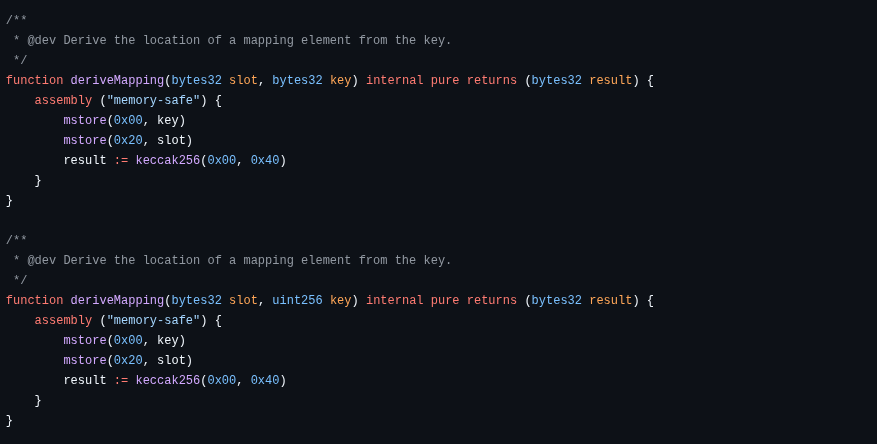 /**
 * @dev Derive the location of a mapping element from the key.
 */
function deriveMapping(bytes32 slot, bytes32 key) internal pure returns (bytes32 result) {
    assembly ("memory-safe") {
        mstore(0x00, key)
        mstore(0x20, slot)
        result := keccak256(0x00, 0x40)
    }
}

/**
 * @dev Derive the location of a mapping element from the key.
 */
function deriveMapping(bytes32 slot, uint256 key) internal pure returns (bytes32 result) {
    assembly ("memory-safe") {
        mstore(0x00, key)
        mstore(0x20, slot)
        result := keccak256(0x00, 0x40)
    }
}